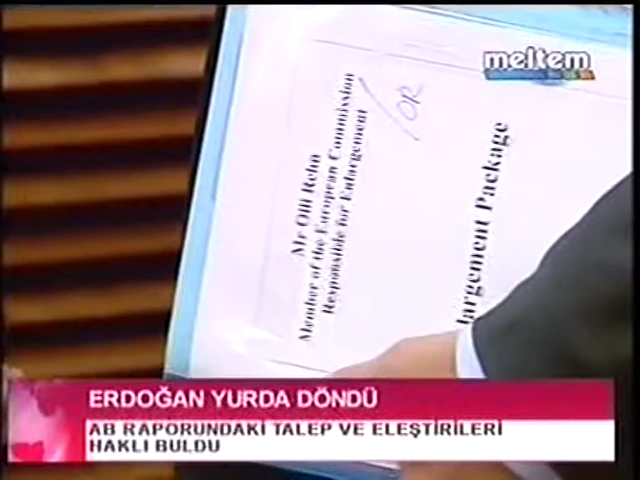 meltem
Mr Olli Rehn
Member of the European Commission
Responsible for Enlargement
OR
largement Package
ERDOĞAN YURDA DÖNDÜ
AB RAPORUNDAKİ TALEP VE ELEŞTİRİLERİ
HAKLI BULDU